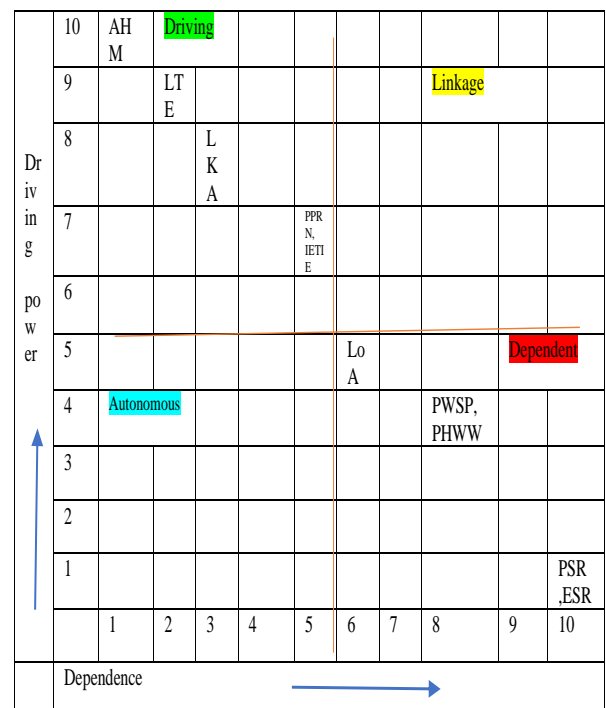 10 AH Driving
M
9 LT Linkage
E
8 L
K
A
Dr
iv
in
g
po
w
er
7 PPR
N,
IETI
E
6
5 Lo Dependent
A
4 Autonomous PWSP,
PHWW
3
2
1 PSR
,ESR
1 2 3 4 5 6 7 8 9 10
Dependence